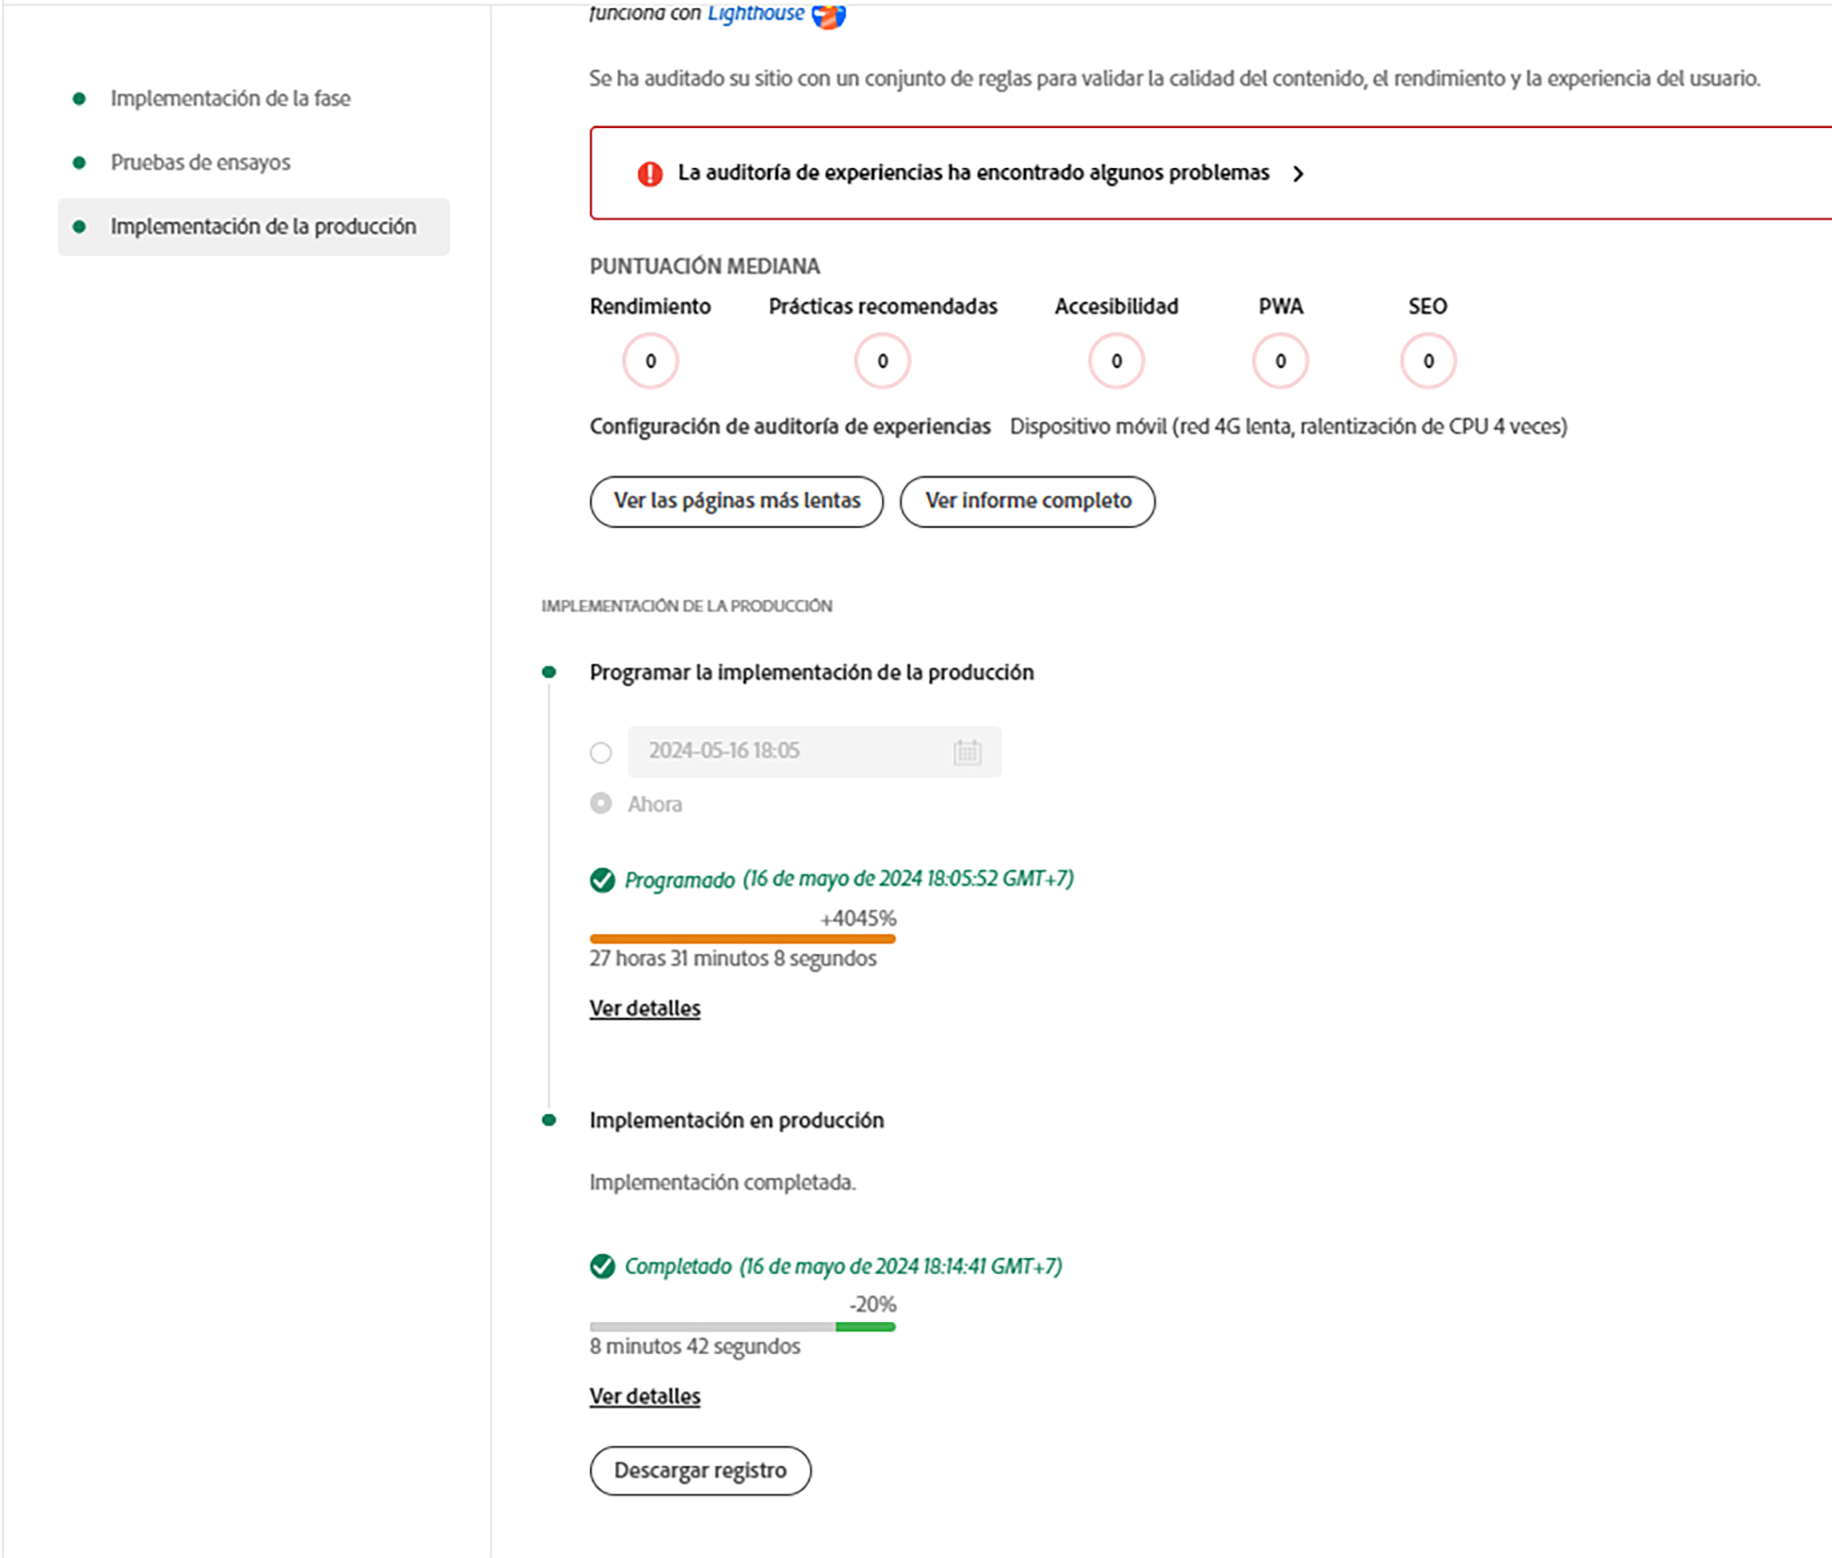 funciona con Lighthouse
Se ha auditado su sitio con un conjunto de reglas para validar la calidad del contenido, el rendimiento y la experiencia del usuario.
Implementación de la fase
Pruebas de ensayos
Implementación de la producción
La auditoría de experiencias ha encontrado algunos problemas
PUNTUACIÓN MEDIANA
Rendimiento Prácticas recomendadas Accesibilidad PWA SEO
0 0 0 0 0
Configuración de auditoría de experiencias Dispositivo móvil (red 4G lenta, ralentización de CPU 4 veces)
Ver las páginas más lentas Ver informe completo
IMPLEMENTACIÓN DE LA PRODUCCIÓN
Programar la implementación de la producción
2024-05-16 18:05
Ahora
Programado (16 de mayo de 2024 18:05:52 GMT+7)
+4045%
27 horas 31 minutos 8 segundos
Ver detalles
Implementación en producción
Implementación completada.
Completado (16 de mayo de 2024 18:14:41 GMT+7)
-20%
8 minutos 42 segundos
Ver detalles
Descargar registro